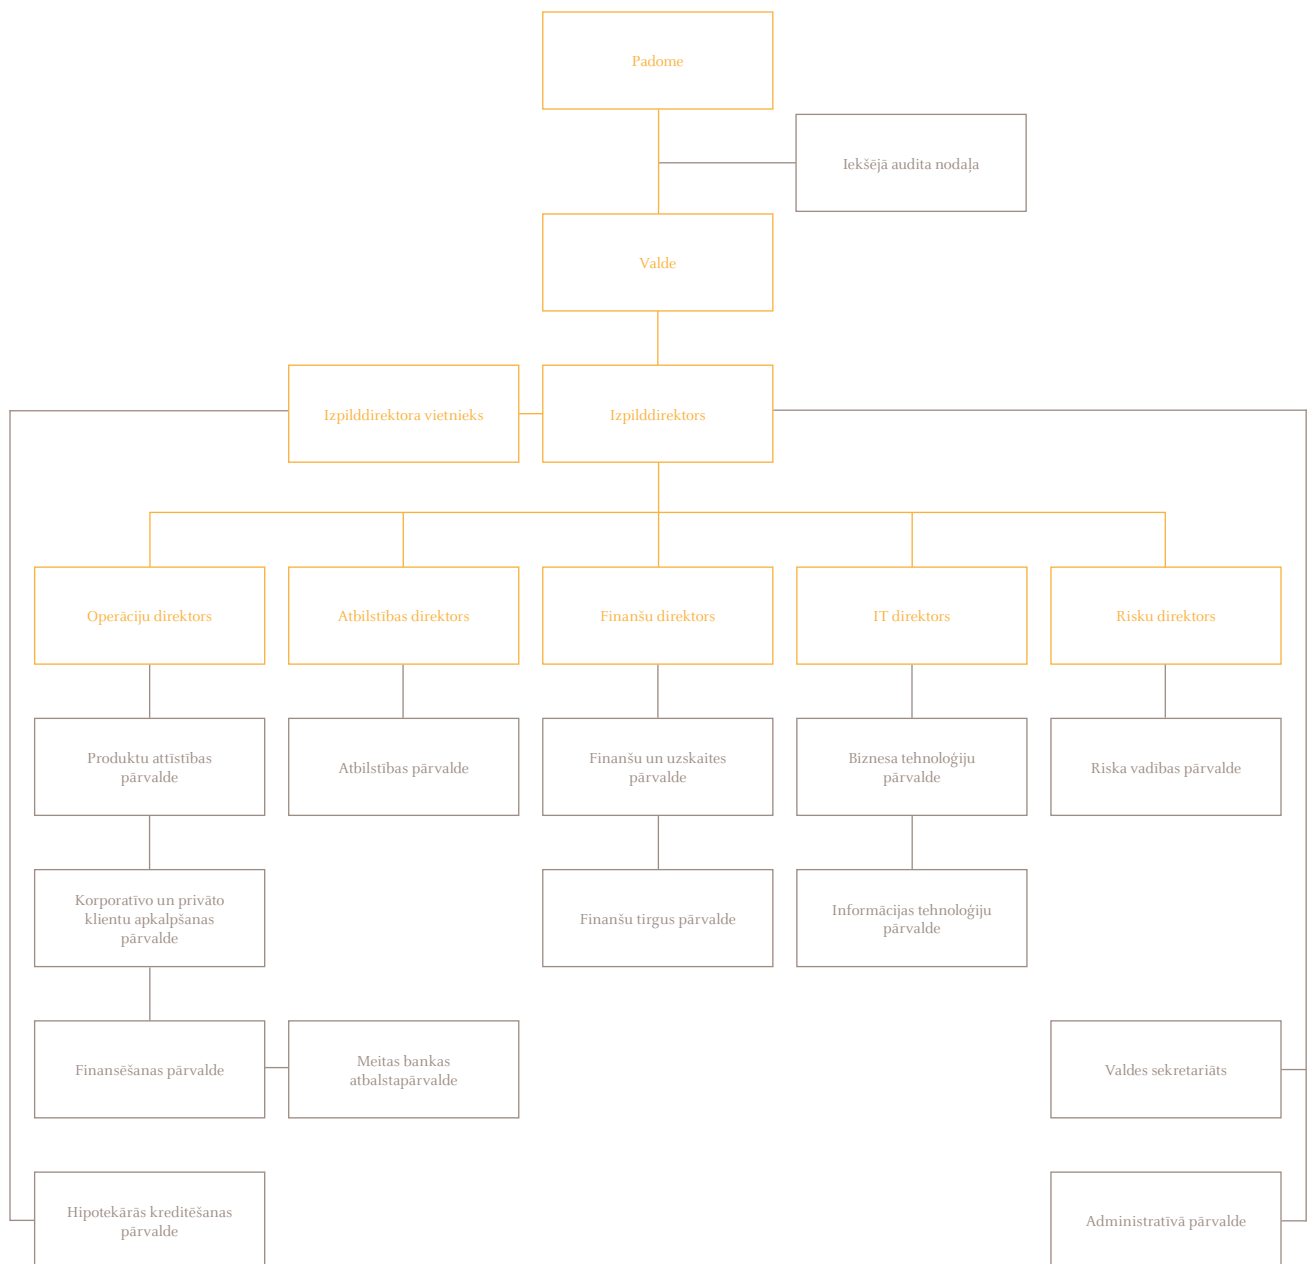 Padome
Iekšējā audita nodaļa
Valde
Izpilddirektora vietnieks
Izpilddirektors
Operāciju direktors
Atbilstības direktors
Finanšu direktors
IT direktors
Risku direktors
Produktu attīstības
pārvalde
Atbilstības pārvalde
Finanšu un uzskaites
pārvalde
Biznesa tehnoloģiju
pārvalde
Riska vadības pārvalde
Korporatīvo un privāto
klientu apkalpšanas
pārvalde
Finanšu tirgus pārvalde
Informācijas tehnoloģiju
pārvalde
Finansēšanas pārvalde
Meitas bankas
atbalstapārvalde
Valdes sekretariāts
Hipotekārās kreditēšanas
pārvalde
Administratīvā pārvalde